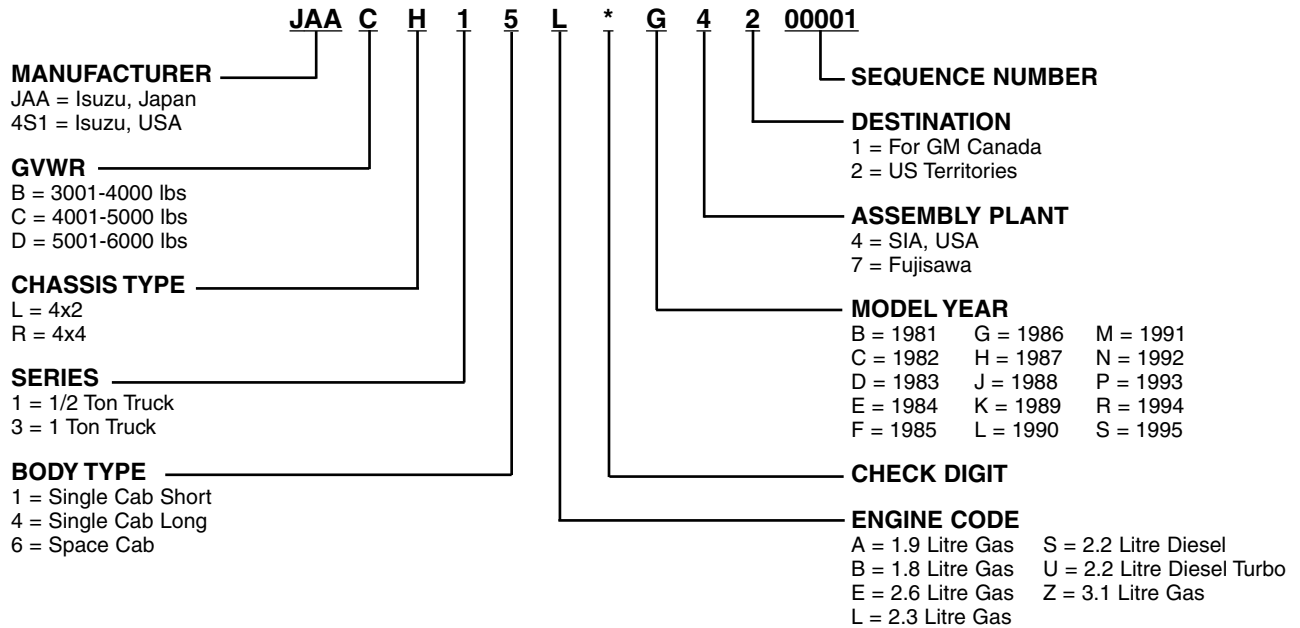 JAA C H 1 5 L * G 4 2 00001
MANUFACTURER
JAA = Isuzu, Japan
4S1 = Isuzu, USA
GVWR
B = 3001-4000 lbs
C = 4001-5000 lbs
D = 5001-6000 lbs
CHASSIS TYPE
L = 4x2
R = 4x4
SERIES
1 = 1/2 Ton Truck
3 = 1 Ton Truck
BODY TYPE
1 = Single Cab Short
4 = Single Cab Long
6 = Space Cab
SEQUENCE NUMBER
DESTINATION
1 = For GM Canada
2 = US Territories
ASSEMBLY PLANT
4 = SIA, USA
7 = Fujisawa
MODEL YEAR
B = 1981 G = 1986 M = 1991
C = 1982 H = 1987 N = 1992
D = 1983 J = 1988 P = 1993
E = 1984 K = 1989 R = 1994
F = 1985 L = 1990 S = 1995
CHECK DIGIT
ENGINE CODE
A = 1.9 Litre Gas S = 2.2 Litre Diesel
B = 1.8 Litre Gas U = 2.2 Litre Diesel Turbo
E = 2.6 Litre Gas Z = 3.1 Litre Gas
L = 2.3 Litre Gas